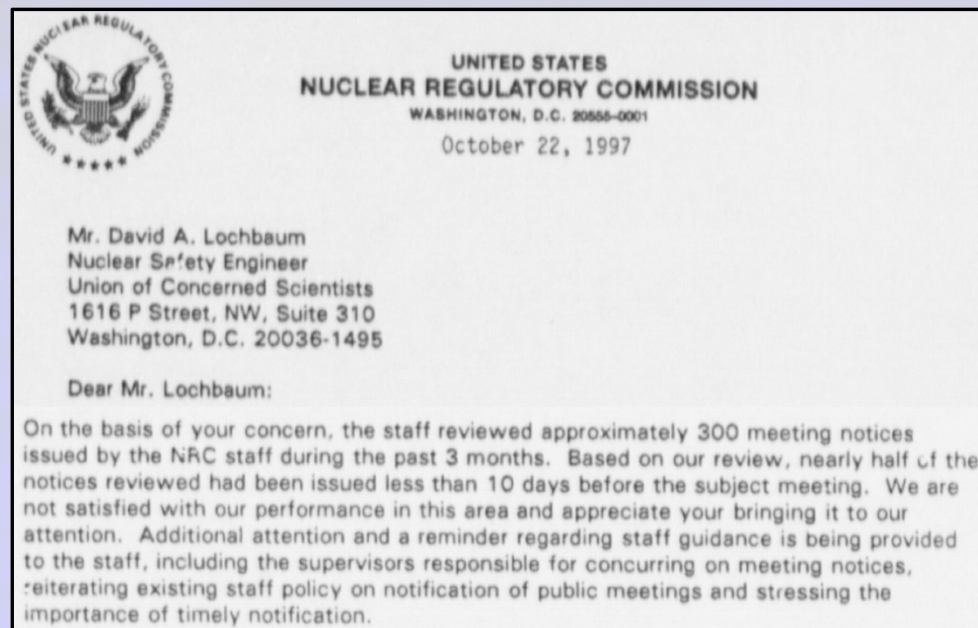 UNITED STATES NUCLEAR REGULATORY COMMISSION
UNITED STATES
NUCLEAR REGULATORY COMMISSION
WASHINGTON, D.C. 20555-0001
October 22, 1997
Mr. David A. Lochbaum
Nuclear Safety Engineer
Union of Concerned Scientists
1616 P Street, NW, Suite 310
Washington, D.C. 20036-1495
Dear Mr. Lochbaum:
On the basis of your concern, the staff reviewed approximately 300 meeting notices
issued by the NRC staff during the past 3 months. Based on our review, nearly half of the
notices reviewed had been issued less than 10 days before the subject meeting. We are
not satisfied with our performance in this area and appreciate your bringing it to our
attention. Additional attention and a reminder regarding staff guidance is being provided
to the staff, including the supervisors responsible for concurring on meeting notices,
reiterating existing staff policy on notification of public meetings and stressing the
importance of timely notification.